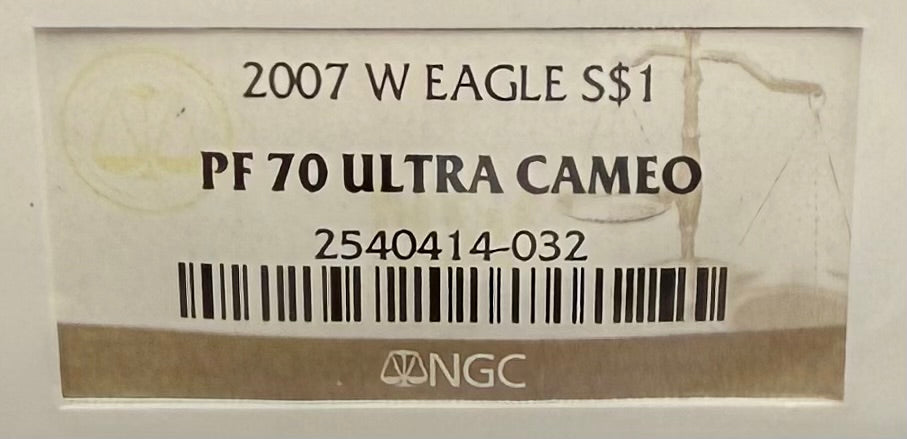 2007 W EAGLE S$1
PF 70 ULTRA CAMEO
2540414-032
NGC